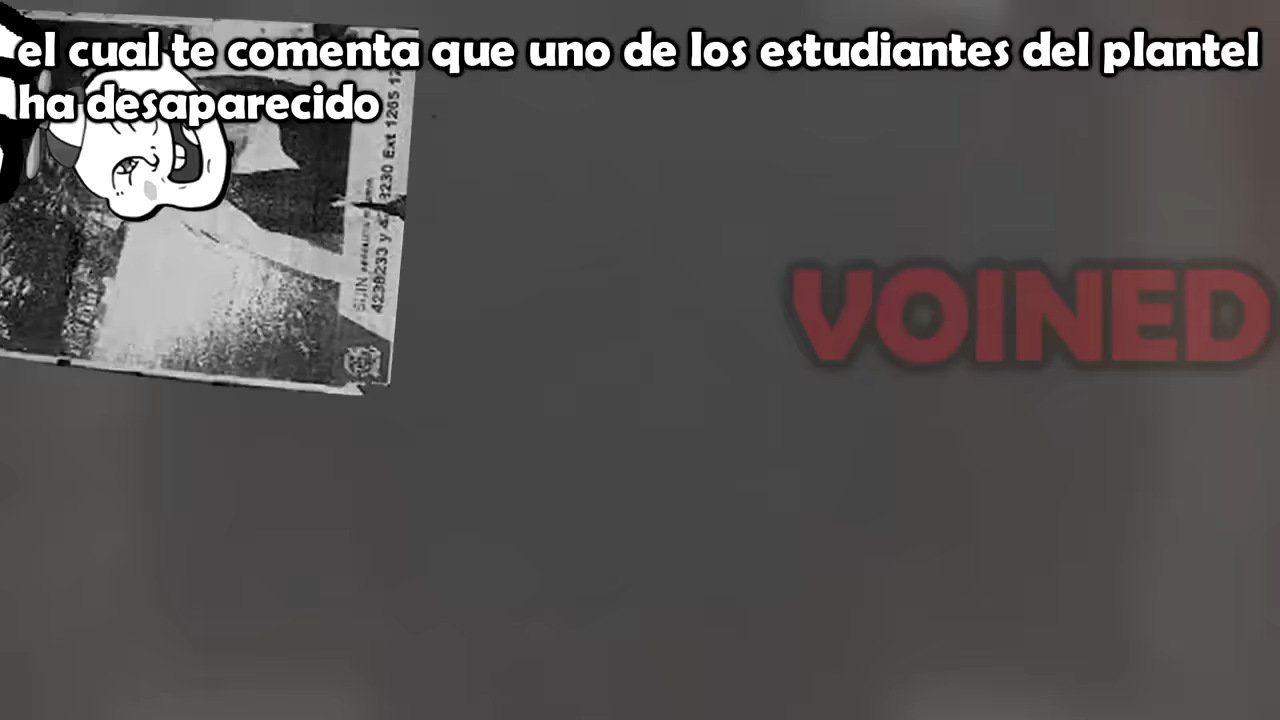 el cual te comenta que uno de los estudiantes del plantel
ha desaparecido
VOINED